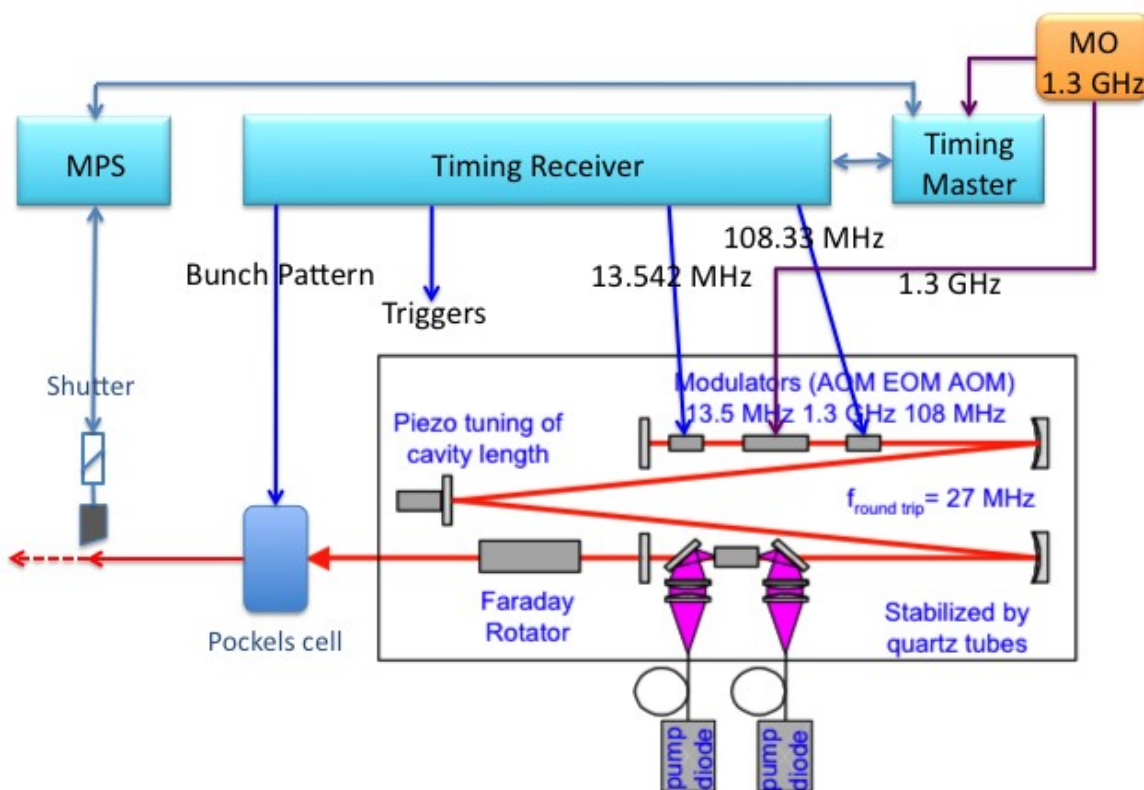 MO
1.3 GHz
MPS
Timing Receiver
Timing
Master
108.33 MHz
Bunch Pattern
13.542 MHz
1.3 GHz
Triggers
Shutter
Modulators (AOM EOM AOM)
13.5 MHz 1.3 GHz 108 MHz
Piezo tuning of
cavity length
fround trip= 27 MHz
Faraday
Rotator
Stabilized by
quartz tubes
Pockels cell
pump
diode
pump
diode